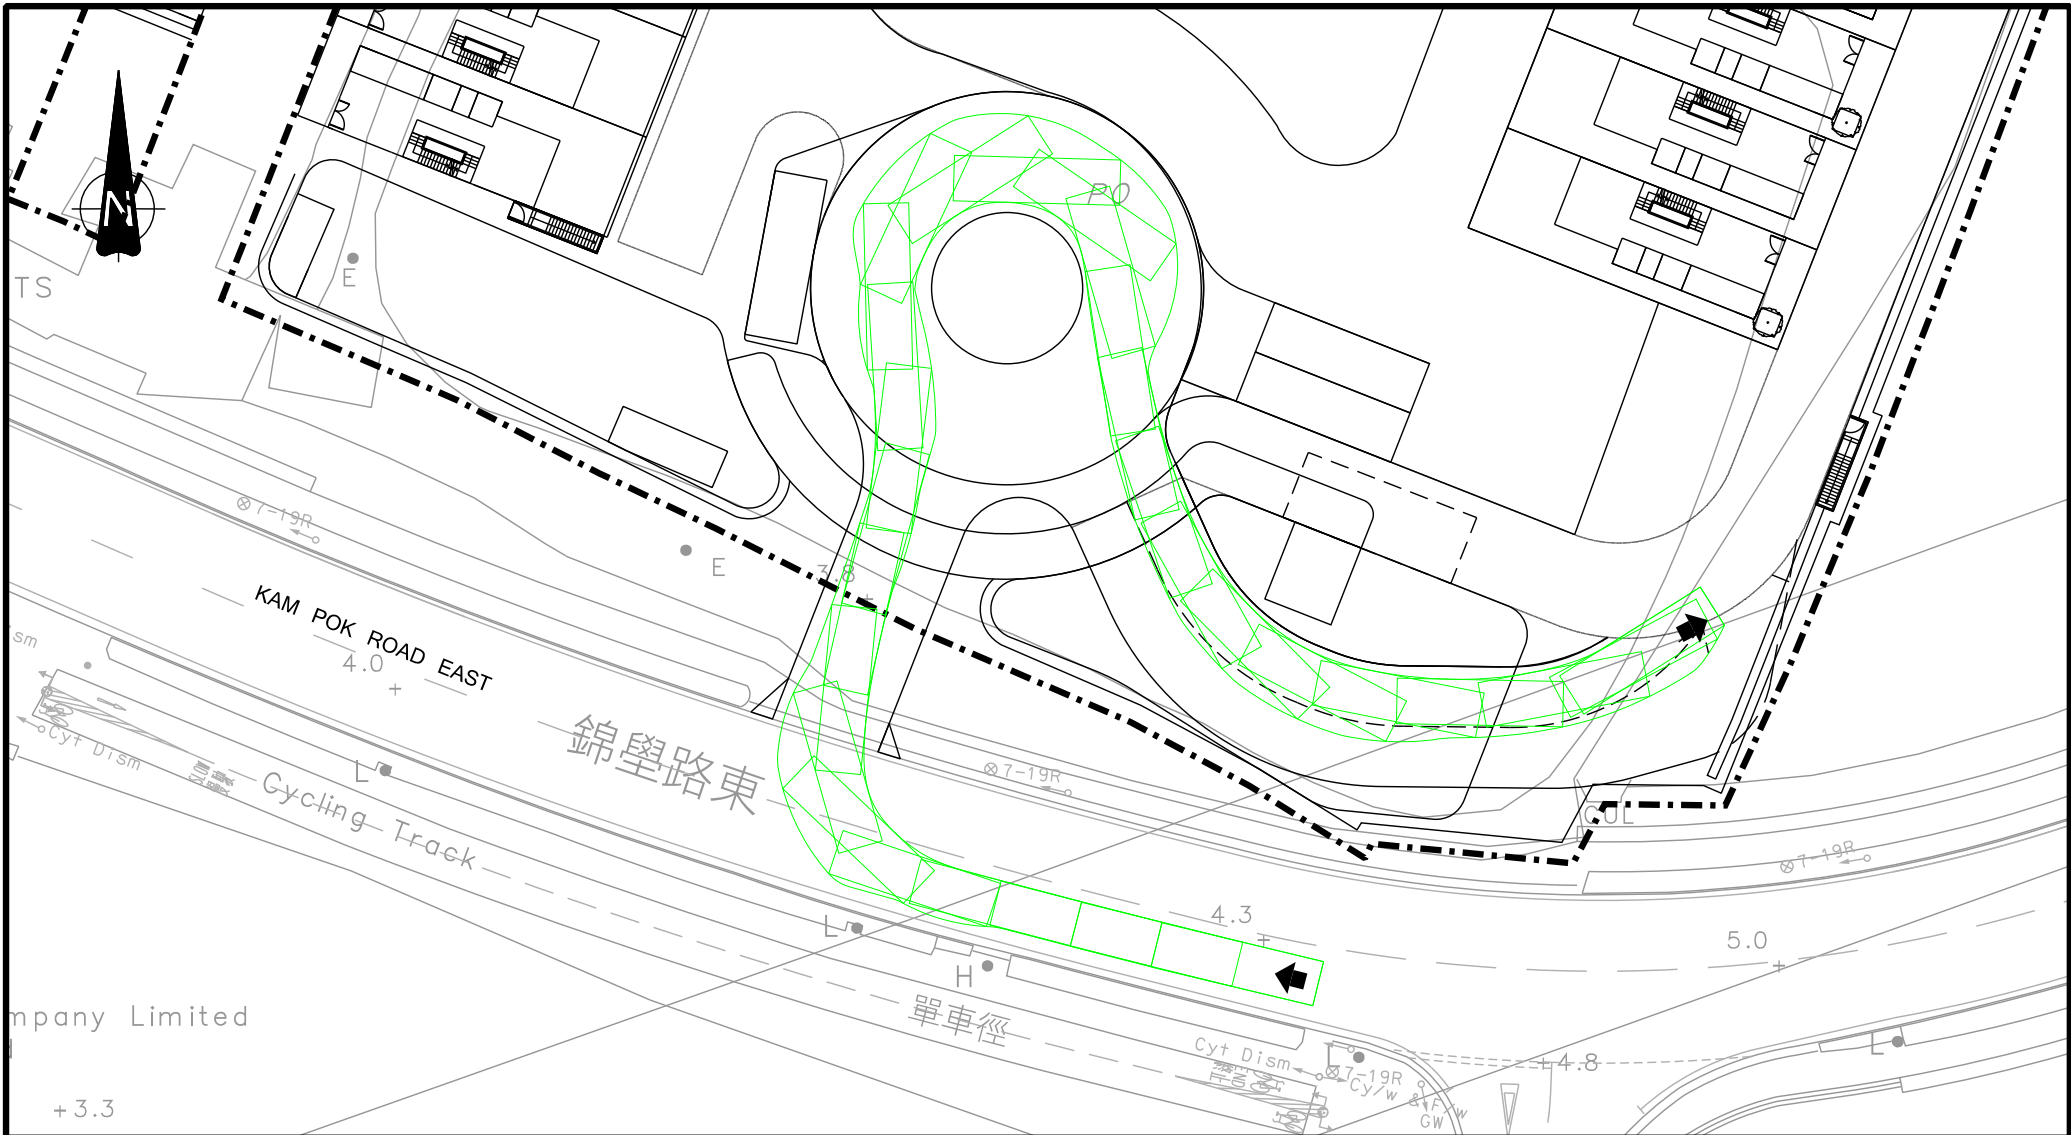 N
PO
TS
E
7-19R
E
3.8
KAM POK ROAD EAST
4.0
ism
Cyt Dism
L
Cycling Track
錦壆路東
7-19R
CUL
7-19R
4.3
5.0
L
H
單車徑
mpany Limited
Cyt Dism
L
7-19R
Cy/w & F/w
GW
+4.8
L
+3.3